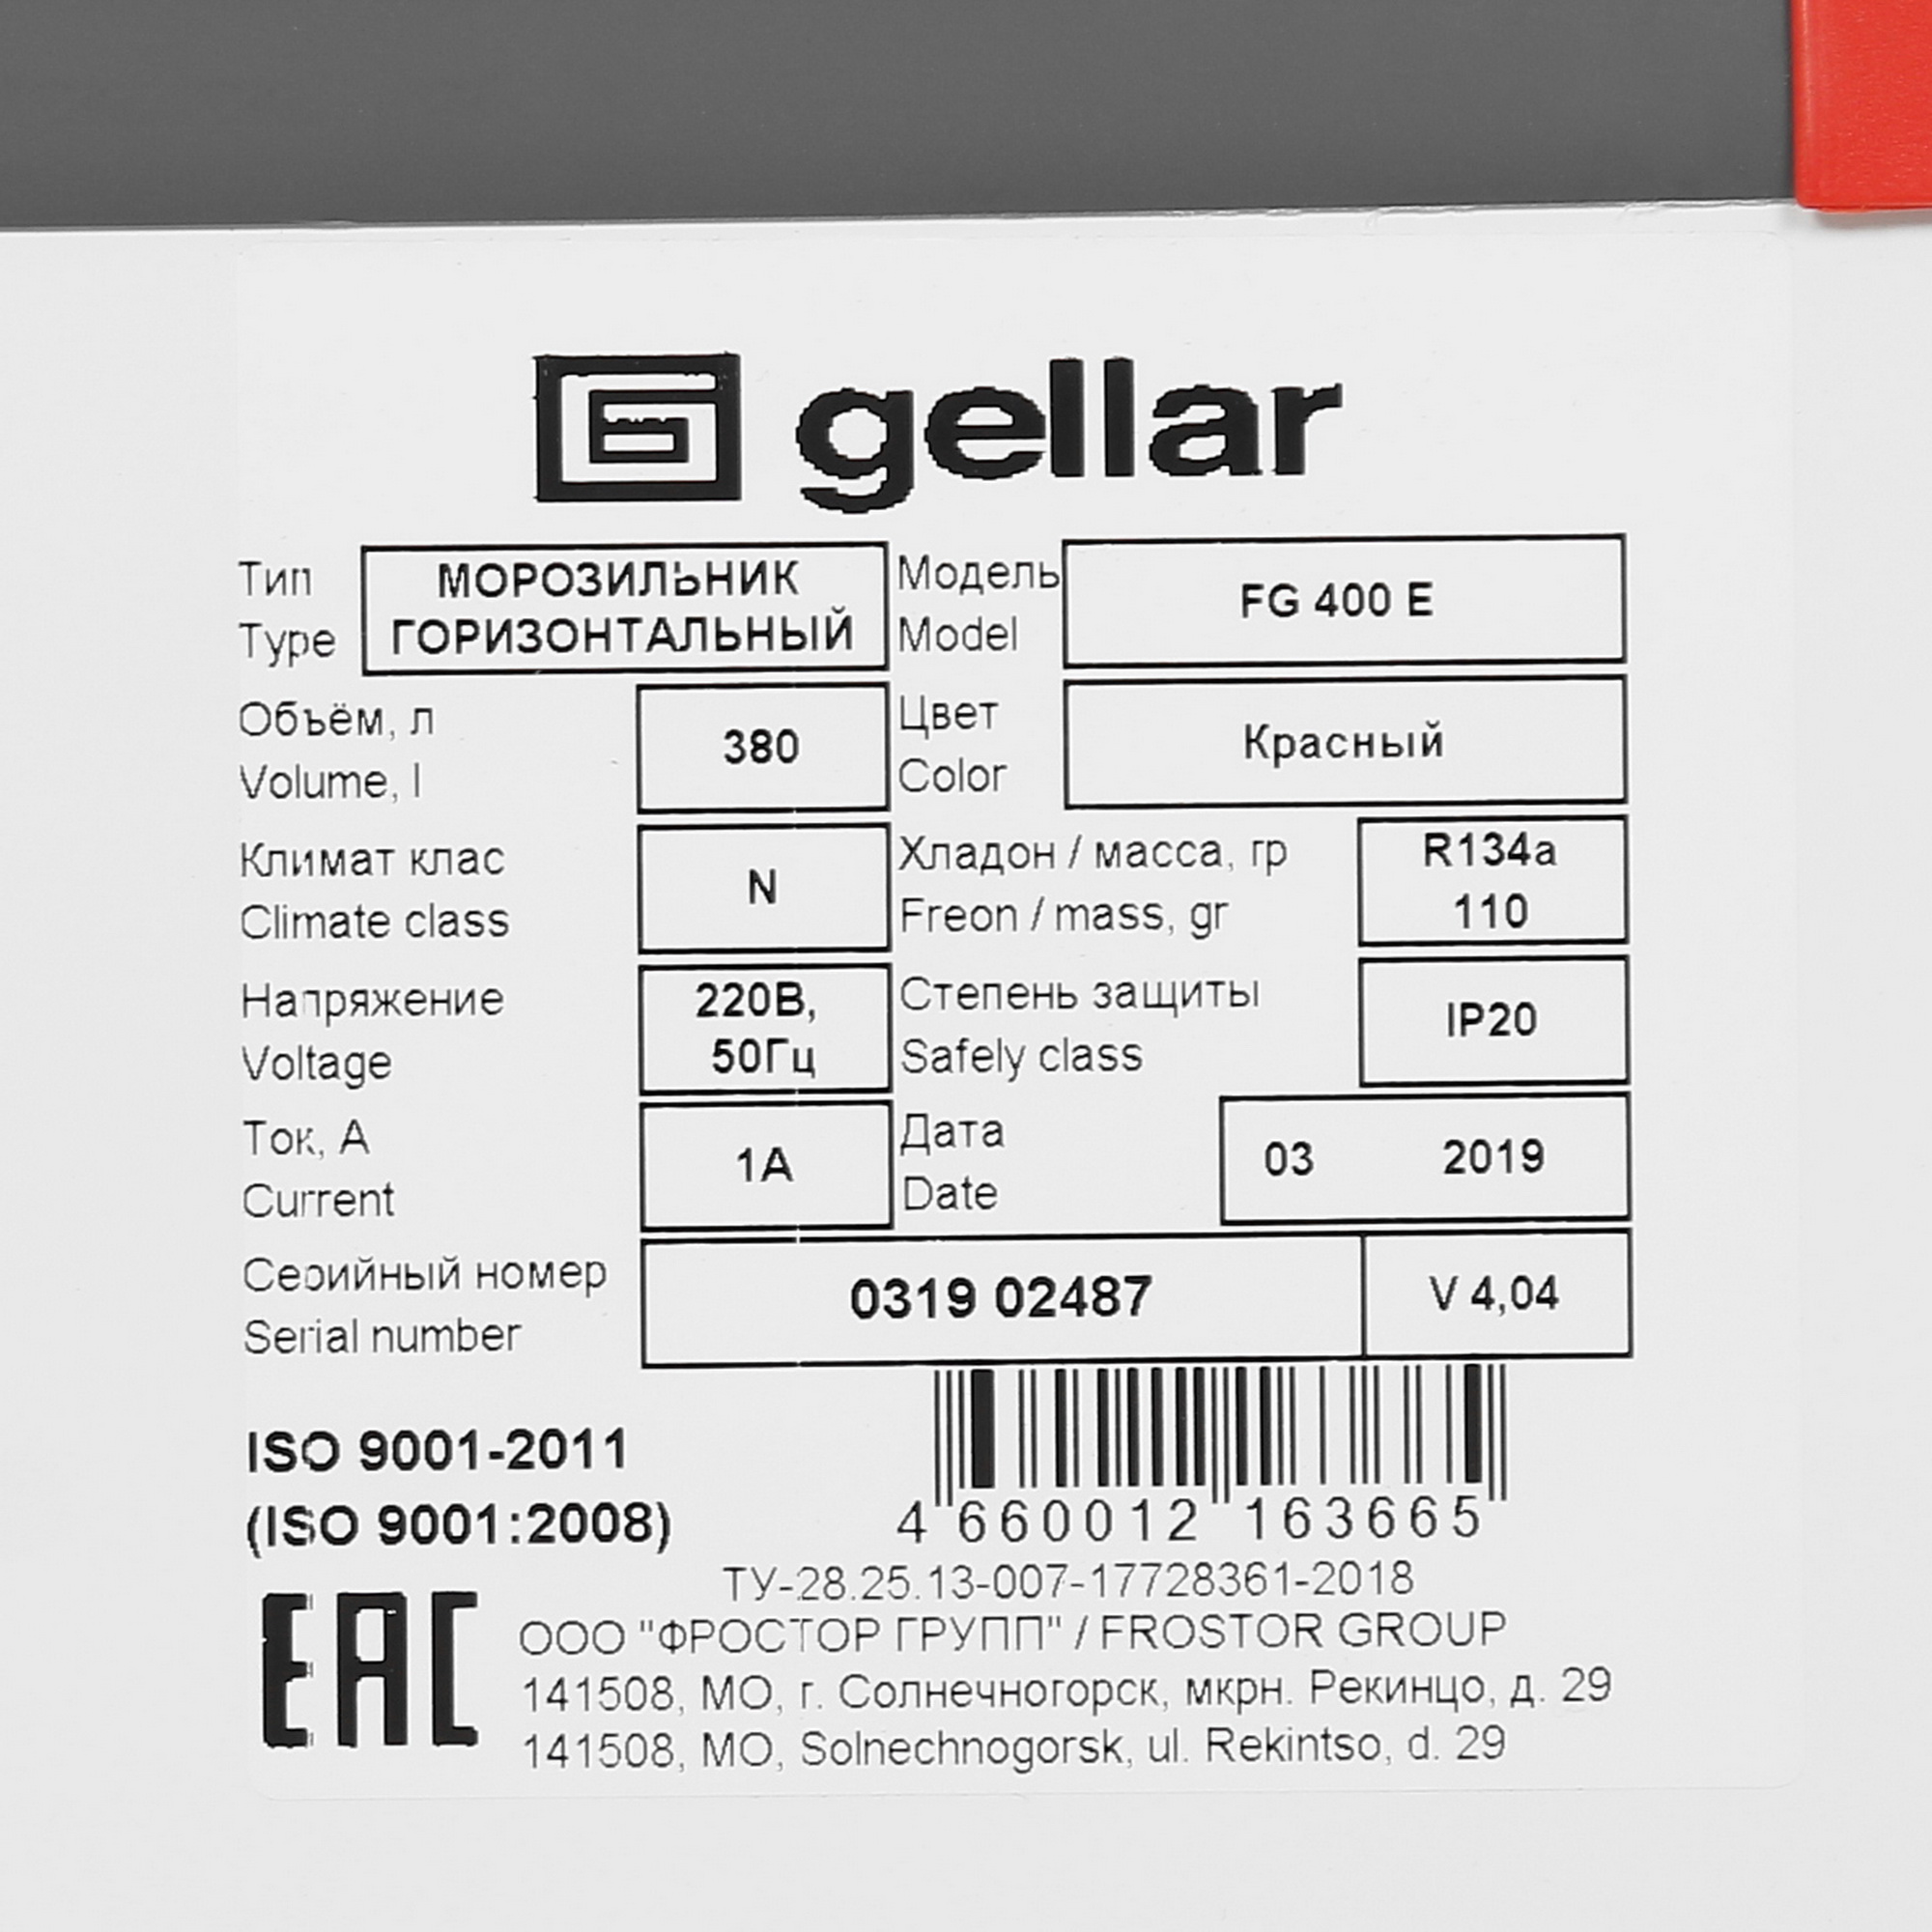 gellar
Тип
Type
МОРОЗИЛЬНИК
ГОРИЗОНТАЛЬНЫЙ
Модель
Model
FG 400 E
Объём, л
Volume, l
380
Цвет
Color
Красный
Климат клас
Climate class
N
Хладон / масса, гр
Freon / mass, gr
R134a
110
Напряжение
Voltage
220В,
50Гц
Степень защиты
Safely class
IP20
Ток, А
Current
1А
Дата
Date
03 2019
Серийный номер
Serial number
0319 02487
V 4,04
ISO 9001-2011
(ISO 9001:2008)
4 660012 163665
EAC
ТУ-28.25.13-007-17728361-2018
ООО "ФРОСТОР ГРУПП" / FROSTOR GROUP
141508, МО, г. Солнечногорск, мкрн. Рекинцо, д. 29
141508, MO, Solnechnogorsk, ul. Rekintso, d. 29